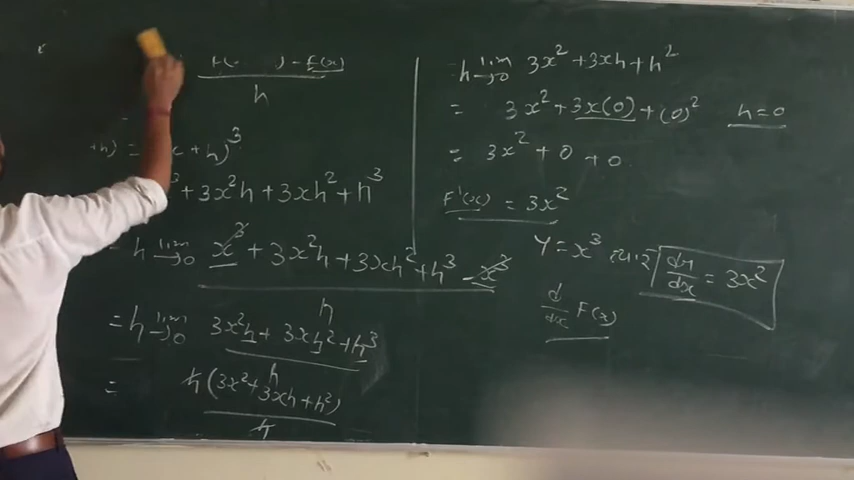 ) - f(x)
h
+h) = + h)³
³ + 3x²h + 3xh² + h³
h→0 lim x³ + 3x²h + 3xh² + h³ - x³
h
= h→0 lim 3x²h + 3xh² + h³
h
= h(3x² + 3xh + h²)
h
h→0 lim 3x² + 3xh + h²
= 3x² + 3x(0) + (0)² h=0
= 3x² + 0 + 0
F'(x) = 3x²
Y = x³ dy/dx = 3x²
d/dx F(x)